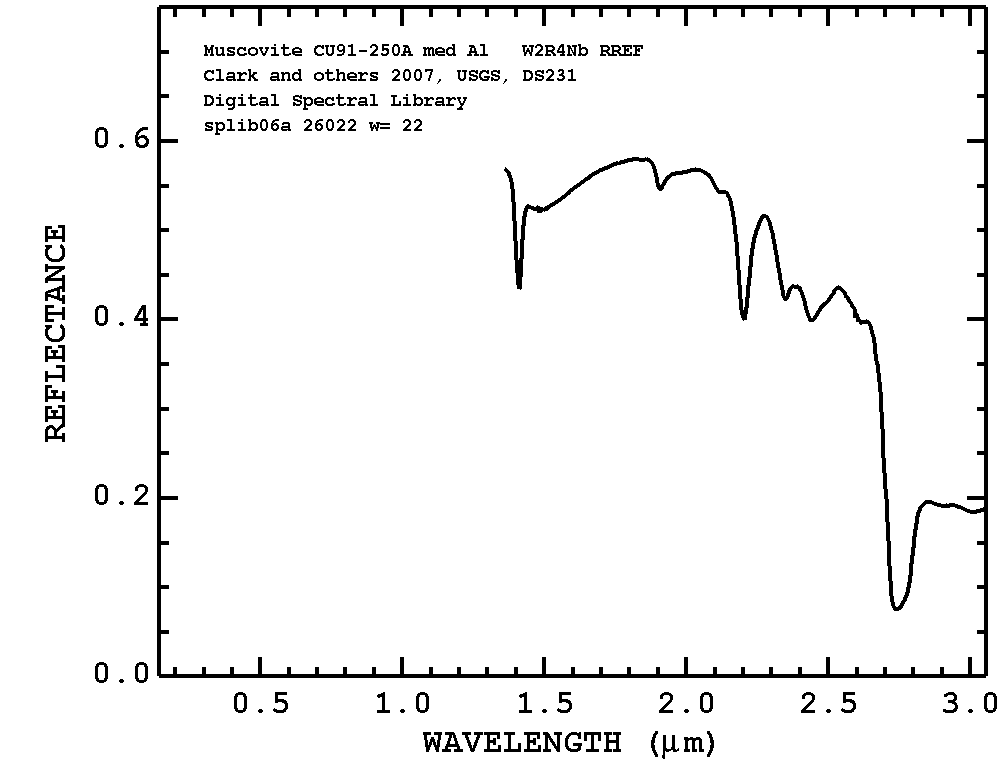 Muscovite CU91-250A med Al   W2R4Nb RREF
Clark and others 2007, USGS, DS231
Digital Spectral Library
splib06a 26022 w= 22
0.6
0.4
0.2
0.0
REFLECTANCE
0.5 1.0 1.5 2.0 2.5 3.0
WAVELENGTH (μm)